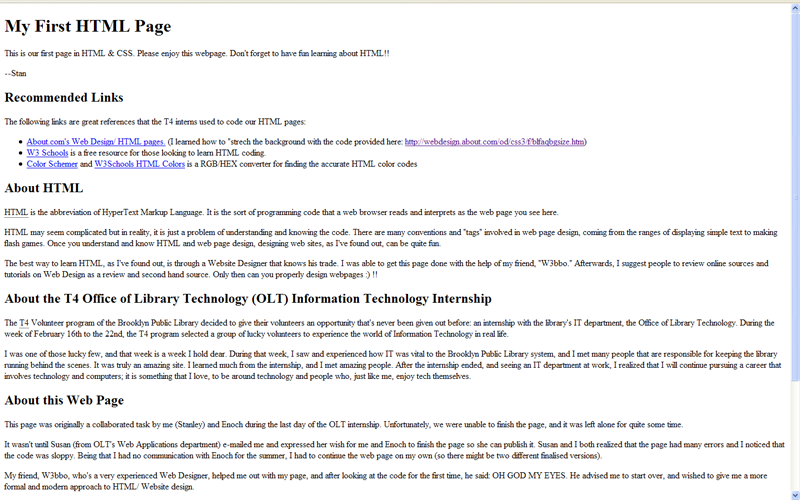 My First HTML Page
This is our first page in HTML & CSS. Please enjoy this webpage. Don't forget to have fun learning about HTML!!
--Stan
Recommended Links
The following links are great references that the T4 interns used to code our HTML pages:
About.com's Web Design/ HTML pages. (I learned how to "strech the background with the code provided here: http://webdesign.about.com/od/css3/f/blfaqbgsize.htm)
W3 Schools is a free resource for those looking to learn HTML coding.
Color Schemer and W3Schools HTML Colors is a RGB/HEX converter for finding the accurate HTML color codes
About HTML
HTML is the abbreviation of HyperText Markup Language. It is the sort of programming code that a web browser reads and interprets as the web page you see here.
HTML may seem complicated but in reality, it is just a problem of understanding and knowing the code. There are many conventions and "tags" involved in web page design, coming from the ranges of displaying simple text to making
flash games. Once you understand and know HTML and web page design, designing web sites, as I've found out, can be quite fun.
The best way to learn HTML, as I've found out, is through a Website Designer that knows his trade. I was able to get this page done with the help of my friend, "W3bbo." Afterwards, I suggest people to review online sources and
tutorials on Web Design as a review and second hand source. Only then can you properly design webpages :) !!
About the T4 Office of Library Technology (OLT) Information Technology Internship
The T4 Volunteer program of the Brooklyn Public Library decided to give their volunteers an opportunity that's never been given out before: an internship with the library's IT department, the Office of Library Technology. During the
week of February 16th to the 22nd, the T4 program selected a group of lucky volunteers to experience the world of Information Technology in real life.
I was one of those lucky few, and that week is a week I hold dear. During that week, I saw and experienced how IT was vital to the Brooklyn Public Library system, and I met many people that are responsible for keeping the library
running behind the scenes. It was truly an amazing site. I learned much from the internship, and I met amazing people. After the internship ended, and seeing an IT department at work, I realized that I will continue pursuing a career that
involves technology and computers; it is something that I love, to be around technology and people who, just like me, enjoy tech themselves.
About this Web Page
This page was originally a collaborated task by me (Stanley) and Enoch during the last day of the OLT internship. Unfortunately, we were unable to finish the page, and it was left alone for quite some time.
It wasn't until Susan (from OLT's Web Applications department) e-mailed me and expressed her wish for me and Enoch to finish the page so she can publish it. Susan and I both realized that the page had many errors and I noticed that
the code was sloppy. Being that I had no communication with Enoch for the summer, I had to continue the web page on my own (so there might be two different finalised versions).
My friend, W3bbo, who's a very experienced Web Designer, helped me out with my page, and after looking at the code for the first time, he said: OH GOD MY EYES. He advised me to start over, and wished to give me a more
formal and modern approach to HTML/ Website design.